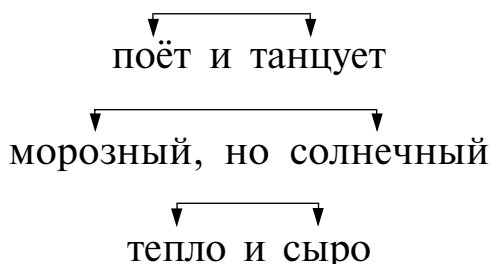 поёт и танцует
морозный, но солнечный
тепло и сыро